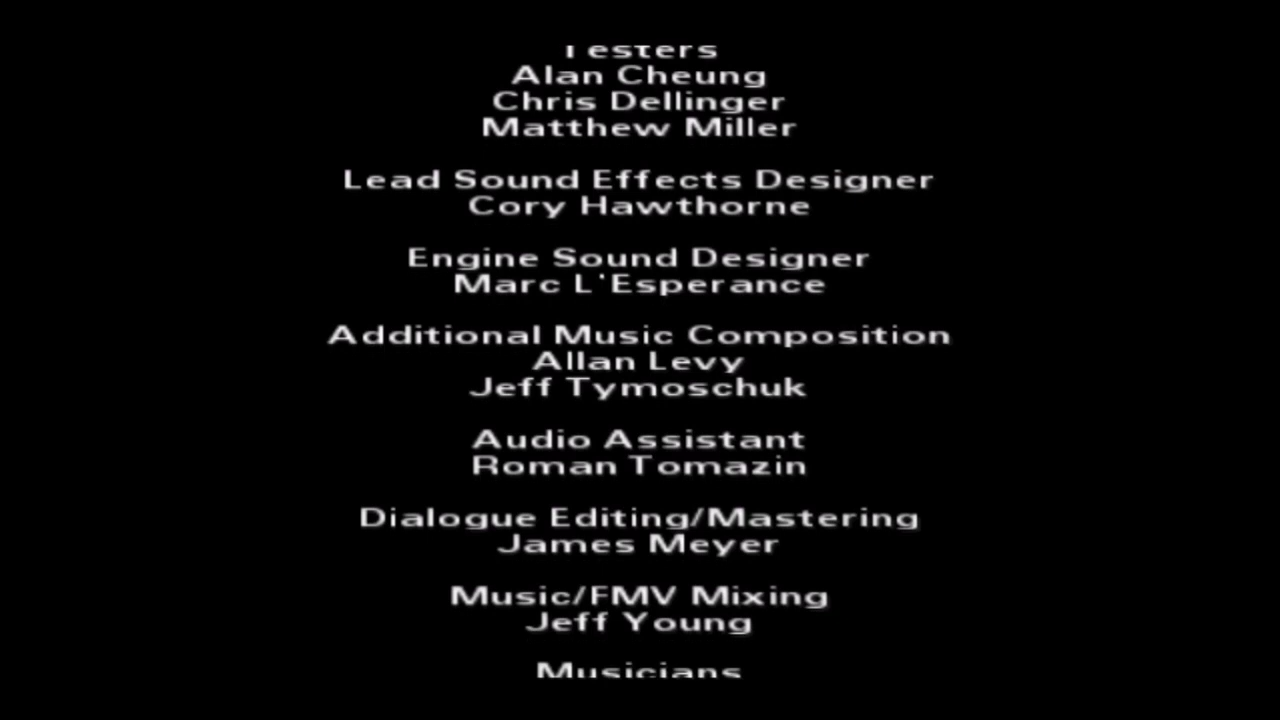 Testers
Alan Cheung
Chris Dellinger
Matthew Miller
Lead Sound Effects Designer
Cory Hawthorne
Engine Sound Designer
Marc L'Esperance
Additional Music Composition
Allan Levy
Jeff Tymoschuk
Audio Assistant
Roman Tomazin
Dialogue Editing/Mastering
James Meyer
Music/FMV Mixing
Jeff Young
Musicians